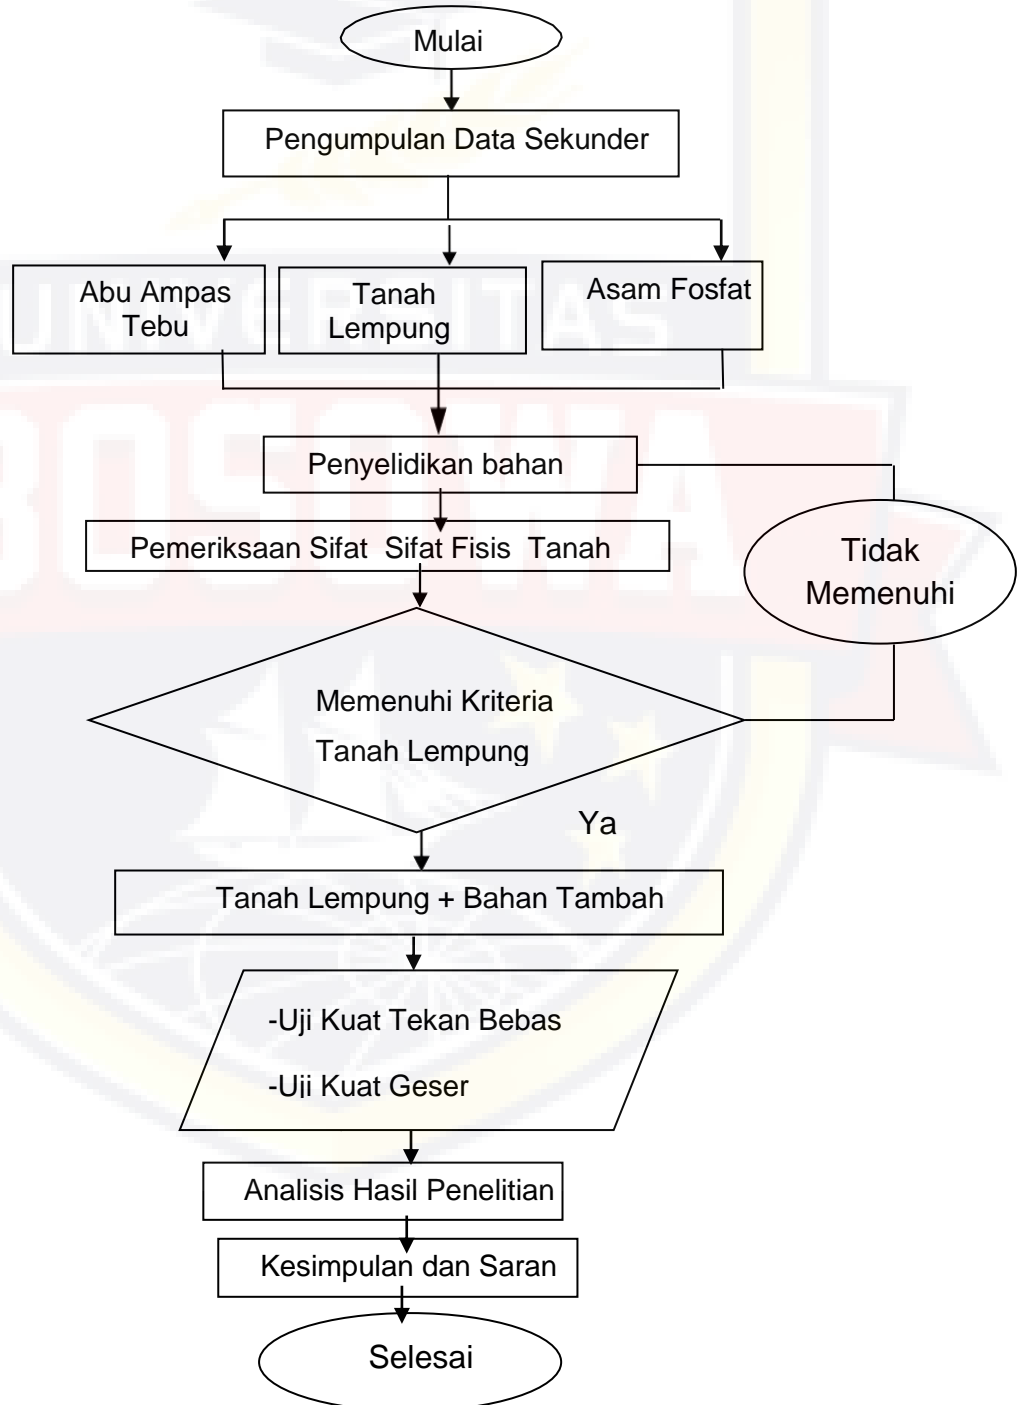 Mulai
Pengumpulan Data Sekunder
Abu Ampas
Tebu
Tanah
Lempung
Asam Fosfat
UNIVERSITAS
BOSOWA
Penyelidikan bahan
Pemeriksaan Sifat Sifat Fisis Tanah
Tidak
Memenuhi
Memenuhi Kriteria
Tanah Lempung
Ya
Tanah Lempung + Bahan Tambah
-Uji Kuat Tekan Bebas
-Uji Kuat Geser
Analisis Hasil Penelitian
Kesimpulan dan Saran
Selesai